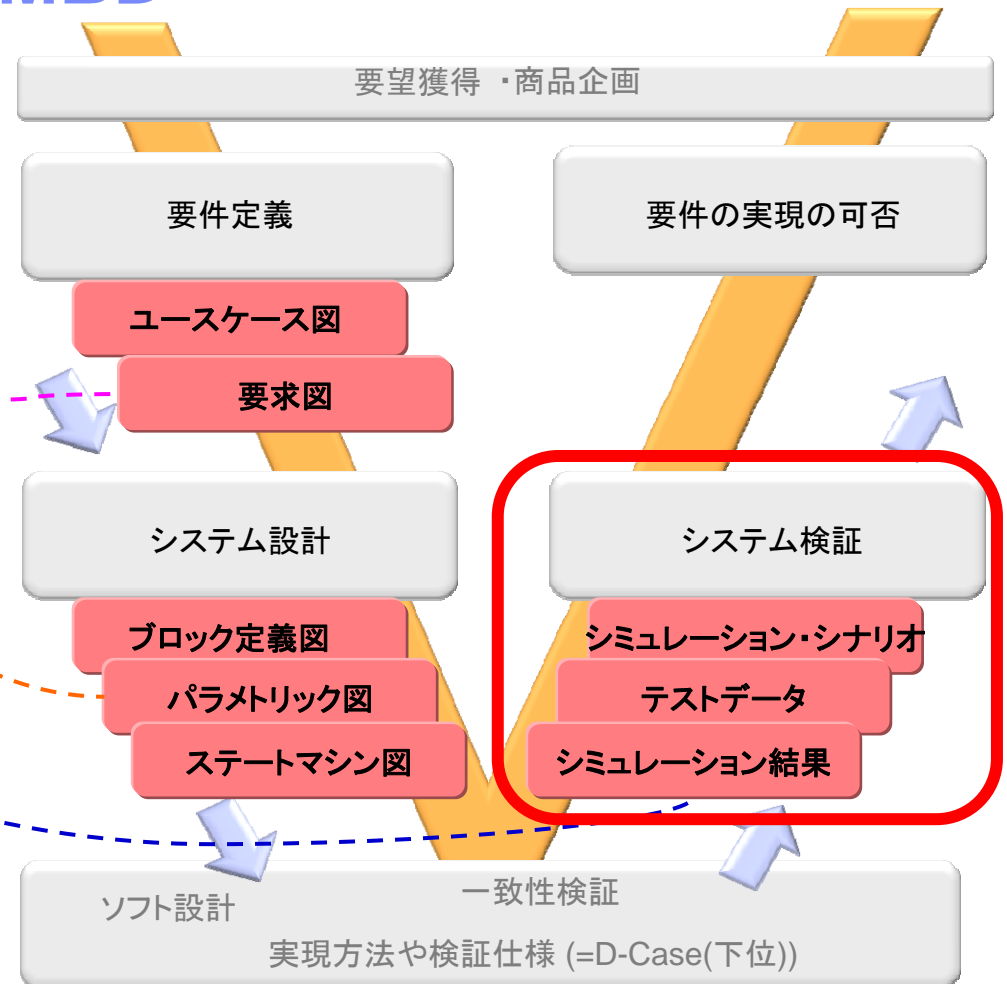 要望獲得 ・商品企画
要件定義
要件の実現の可否
ユースケース図
要求図
システム設計
システム検証
ブロック定義図
シミュレーション・シナリオ
パラメトリック図
テストデータ
ステートマシン図
シミュレーション結果
ソフト設計
一致性検証
実現方法や検証仕様 (=D-Case(下位))